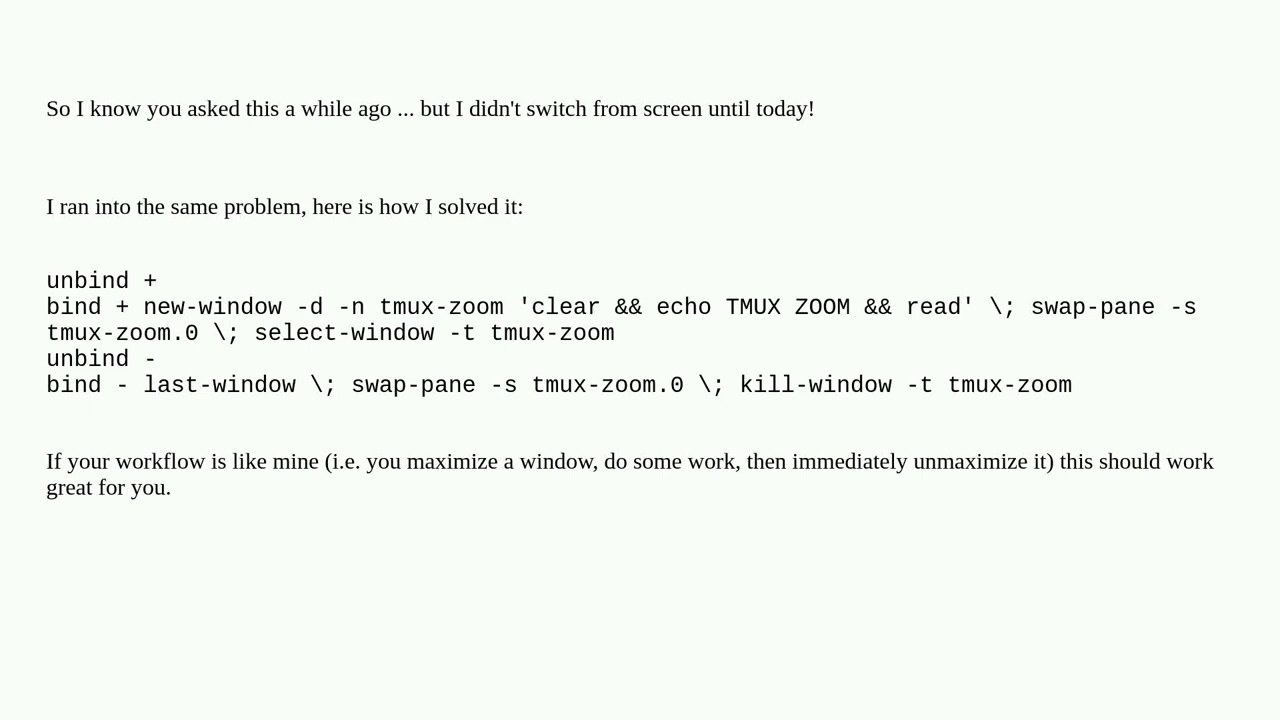 So I know you asked this a while ago ... but I didn't switch from screen until today!
I ran into the same problem, here is how I solved it:
unbind +
bind + new-window -d -n tmux-zoom 'clear && echo TMUX ZOOM && read' \; swap-pane -s
tmux-zoom.0 \; select-window -t tmux-zoom
unbind -
bind - last-window \; swap-pane -s tmux-zoom.0 \; kill-window -t tmux-zoom
If your workflow is like mine (i.e. you maximize a window, do some work, then immediately unmaximize it) this should work
great for you.